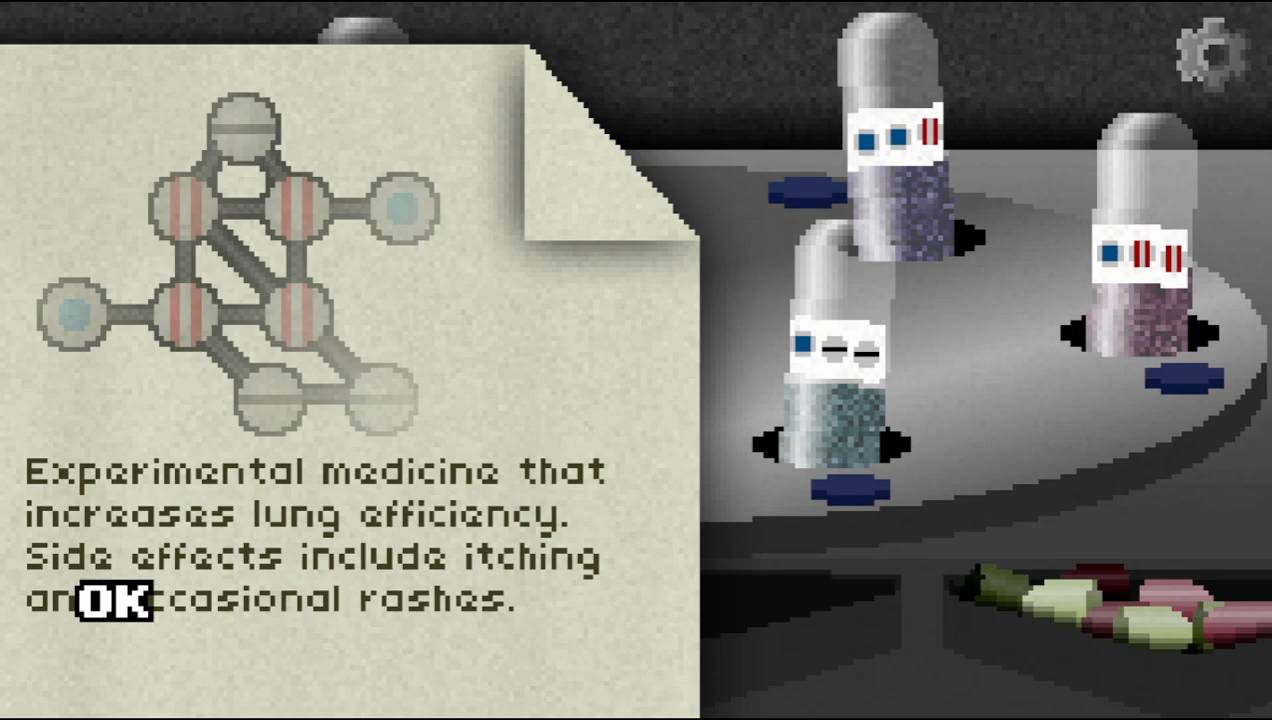 Experimental medicine that
increases lung efficiency.
Side effects include itching
an OK ccasional rashes.